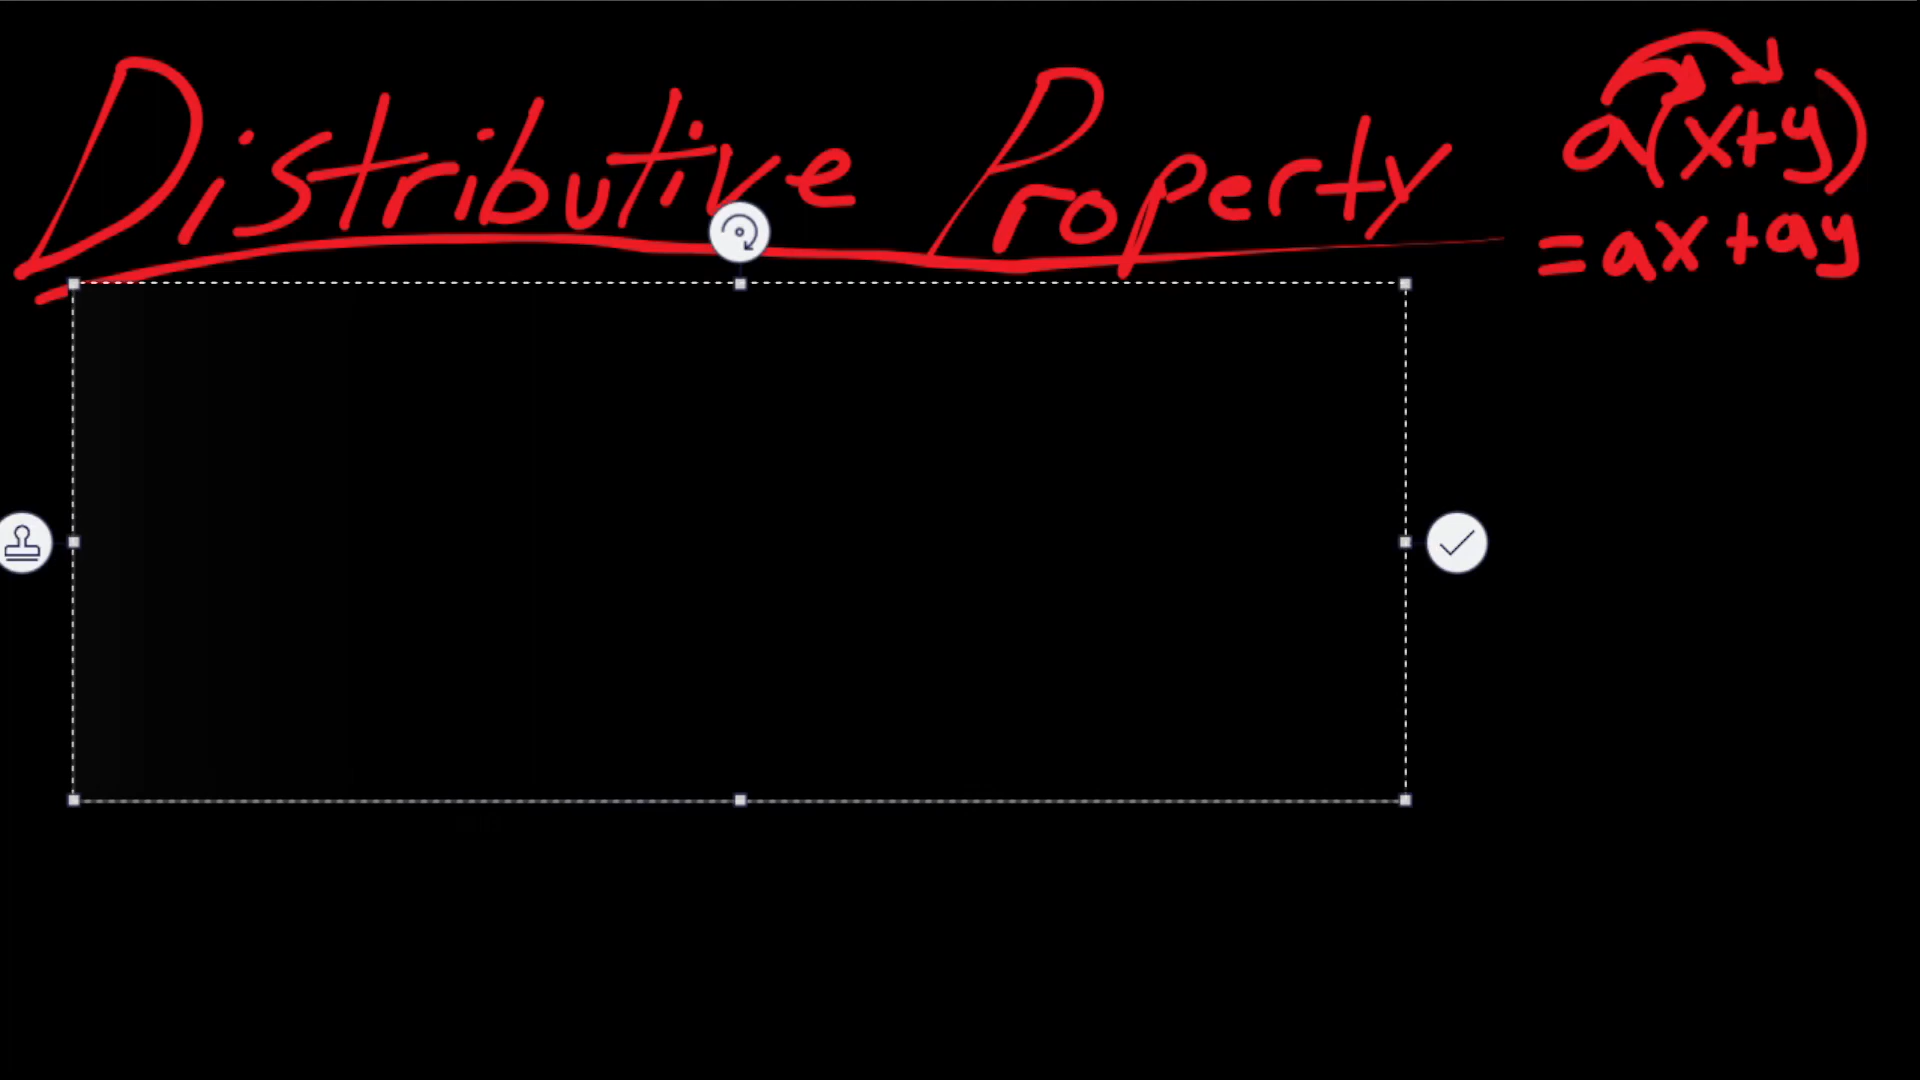 Distributive Property
a(x+y)
= ax + ay